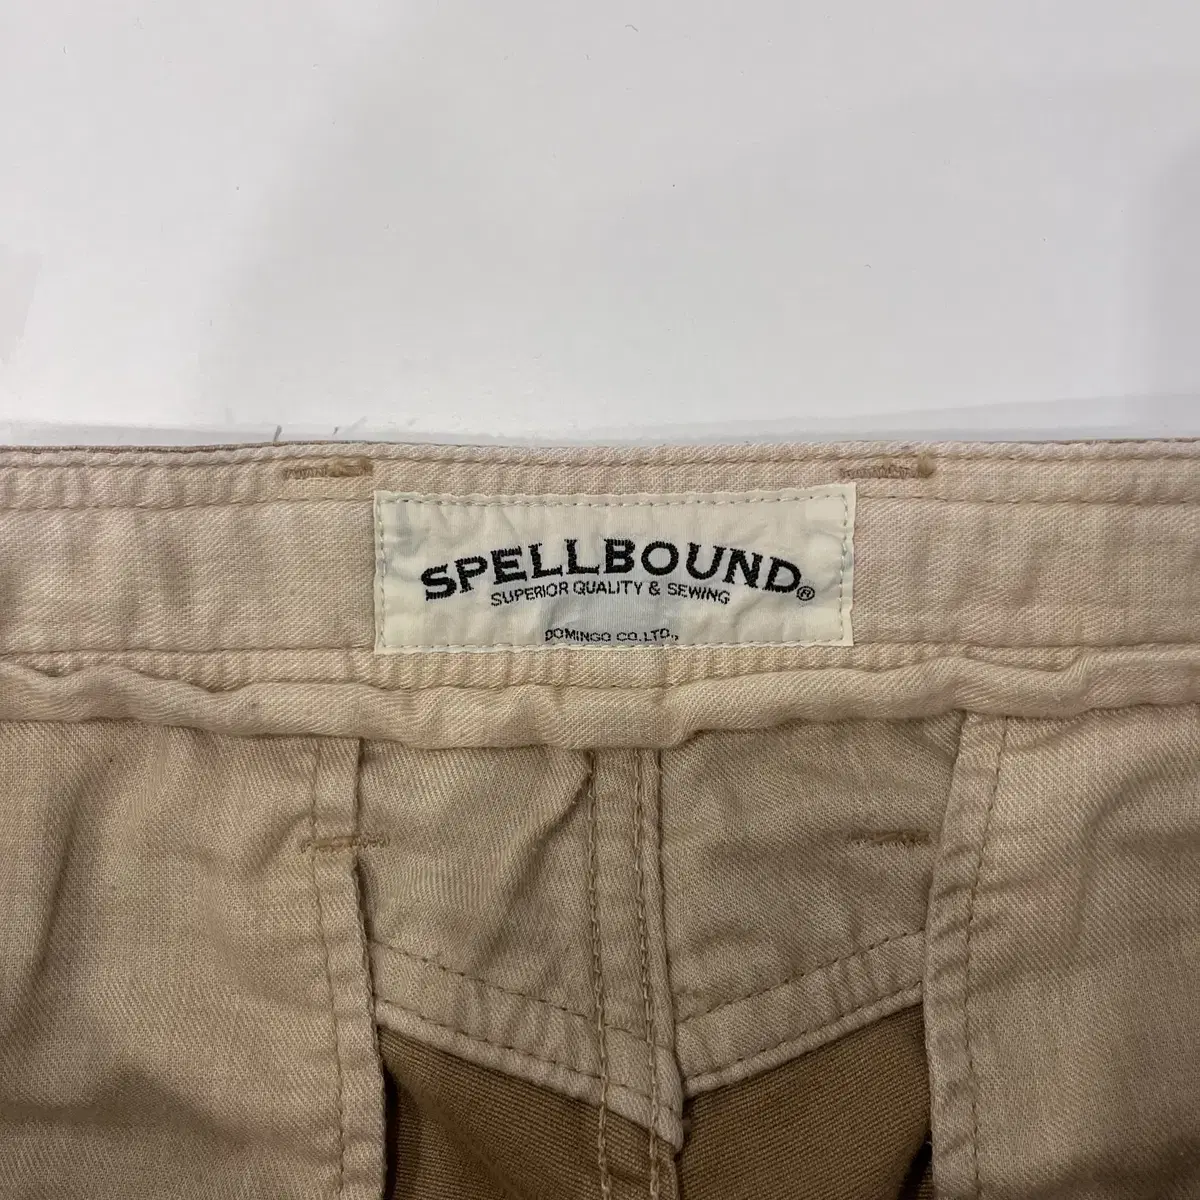 SPELLBOUND®
SUPERIOR QUALITY & SEWING
DOMINGO CO.LTD.,